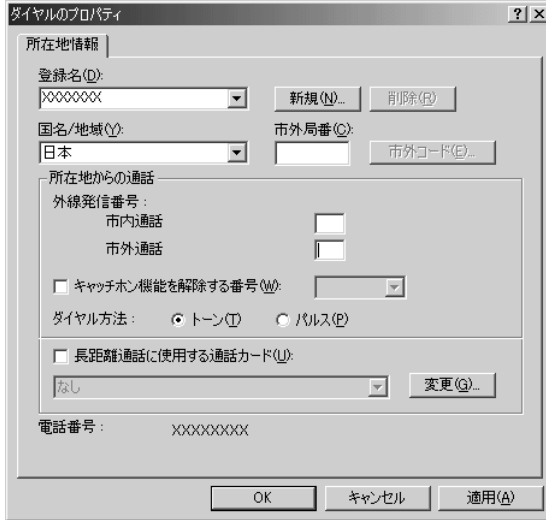 ダイヤルのプロパティ
所在地情報
登録名(D):
XXXXXXX
新規(N)...
削除(R)
国名/地域(Y):
市外局番(C):
日本
市外コード(E)...
所在地からの通話
外線発信番号 :
市内通話
市外通話
キャッチホン機能を解除する番号(W):
ダイヤル方法 :
トーン(T)
パルス(P)
長距離通話に使用する通話カード(U):
なし
変更(G)...
電話番号 :
XXXXXXXX
OK
キャンセル
適用(A)